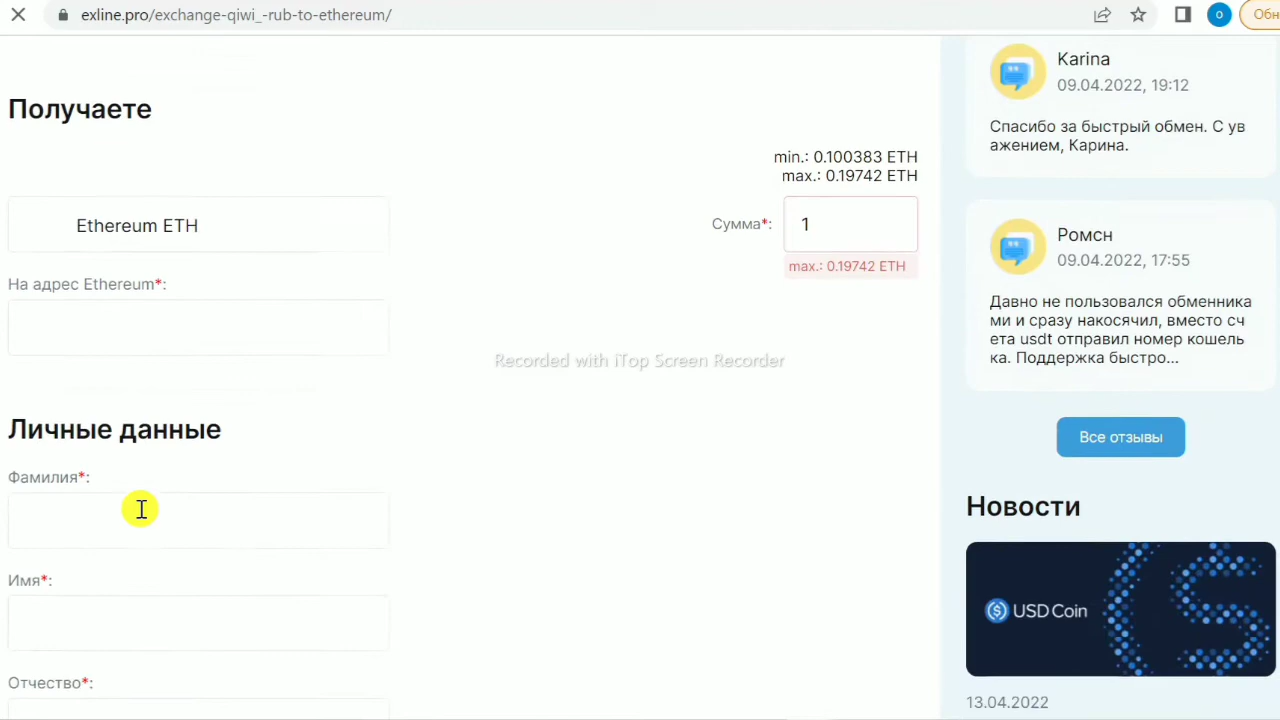 exline.pro/exchange-qiwi_-rub-to-ethereum/
о
Обн
Получаете
min.: 0.100383 ETH
max.: 0.19742 ETH
Ethereum ETH
Сумма*:
1
max.: 0.19742 ETH
На адрес Ethereum*:
Recorded with iTop Screen Recorder
Личные данные
Фамилия*:
Имя*:
Отчество*:
Karina
09.04.2022, 19:12
Спасибо за быстрый обмен. С ув
ажением, Карина.
Ромсн
09.04.2022, 17:55
Давно не пользовался обменника
ми и сразу накосячил, вместо сч
ета usdt отправил номер кошель
ка. Поддержка быстро...
Все отзывы
Новости
USD Coin
13.04.2022